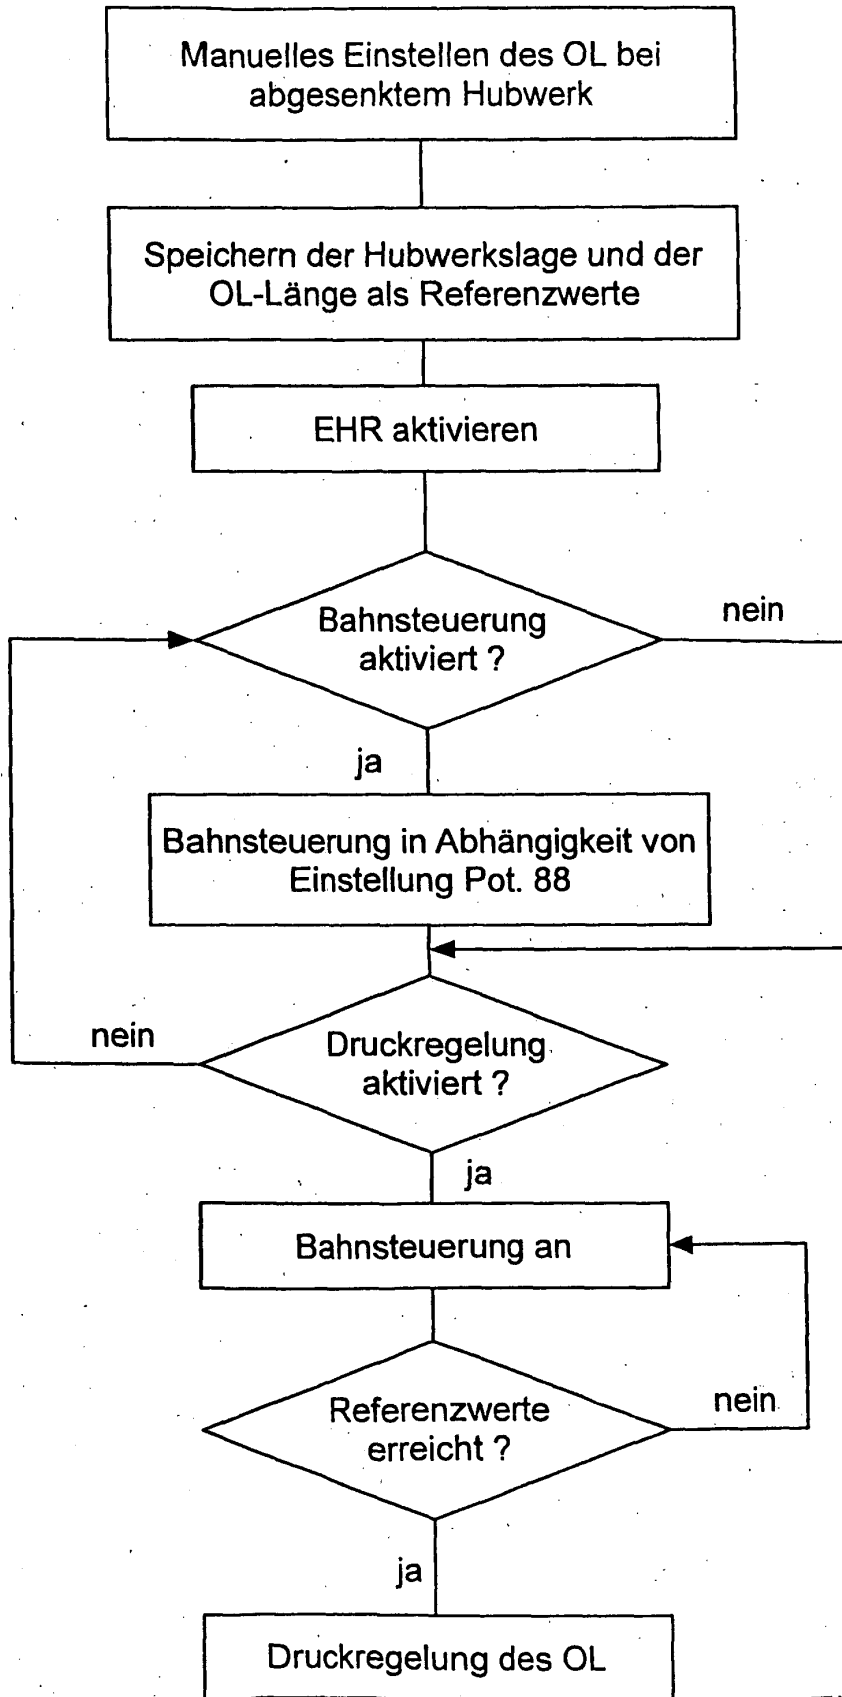 Manuelles Einstellen des OL bei
abgesenktem Hubwerk
Speichern der Hubwerkslage und der
OL-Länge als Referenzwerte
EHR aktivieren
Bahnsteuerung
aktiviert ?
nein
ja
Bahnsteuerung in Abhängigkeit von
Einstellung Pot. 88
nein
Druckregelung
aktiviert ?
ja
Bahnsteuerung an
Referenzwerte
erreicht ?
nein
ja
Druckregelung des OL